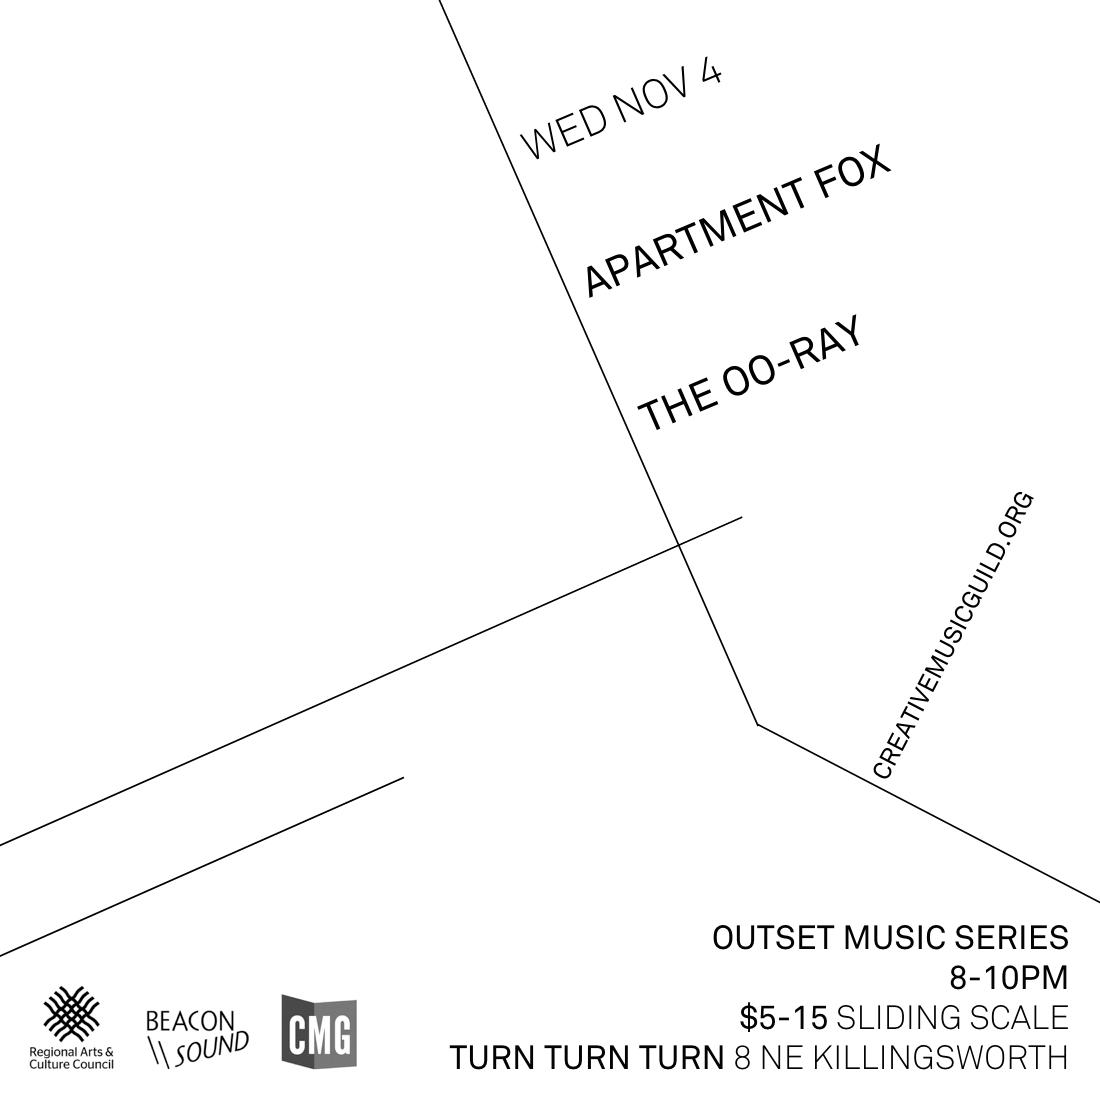 WED NOV 4
APARTMENT FOX
THE OO-RAY
CREATIVEMUSICGUILD.ORG
OUTSET MUSIC SERIES
8-10PM
$5-15 SLIDING SCALE
TURN TURN TURN 8 NE KILLINGSWORTH
Regional Arts &
Culture Council
BEACON
\\ SOUND
CMG